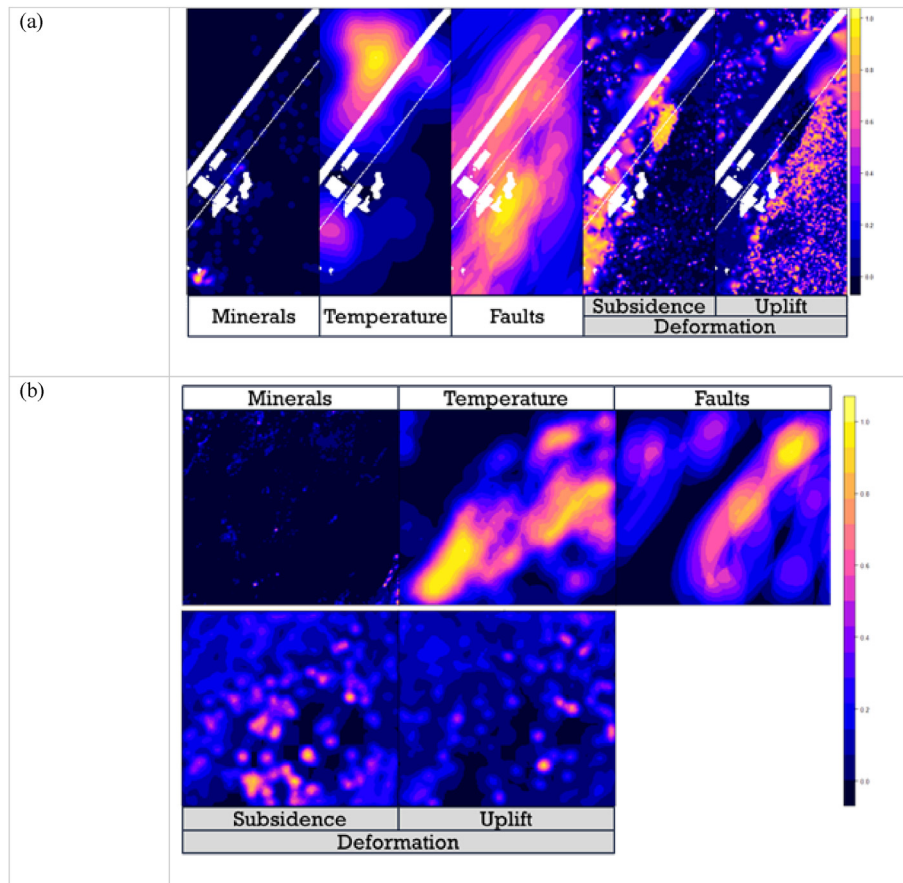 (a)
1.0
0.8
0.6
0.4
0.2
0.0
Minerals Temperature Faults Subsidence Uplift
Deformation
(b)
Minerals Temperature Faults
1.0
0.8
0.6
0.4
0.2
0.0
Subsidence Uplift
Deformation